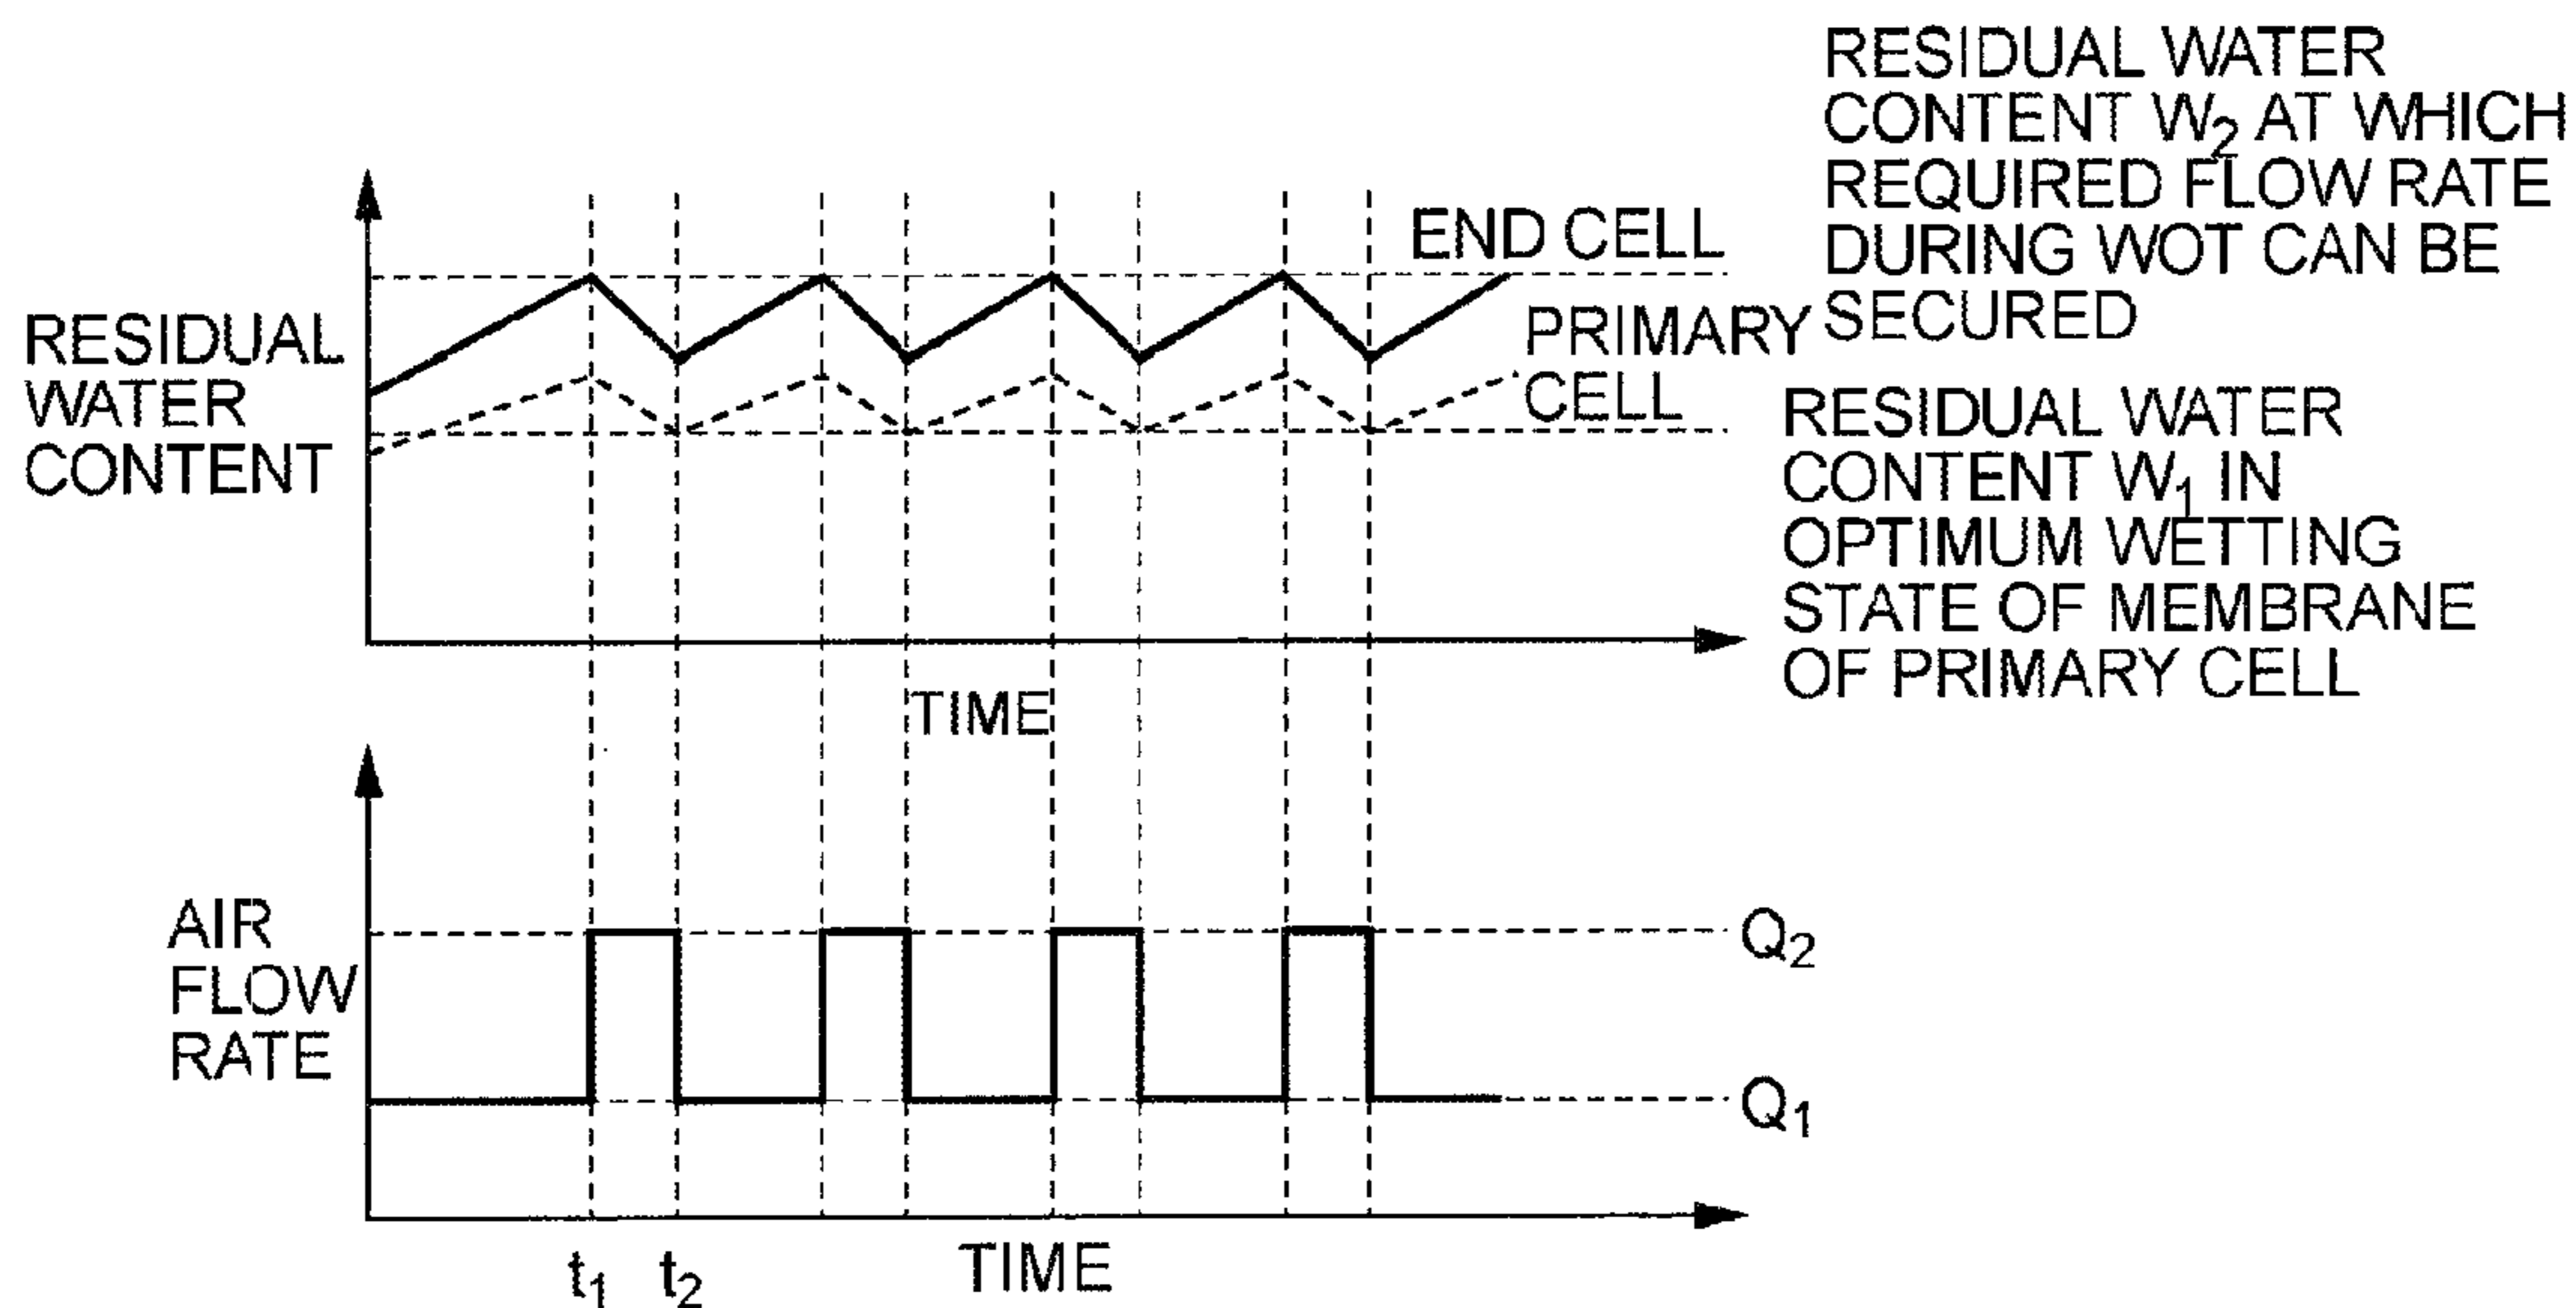 RESIDUAL WATER
CONTENT W2 AT WHICH
REQUIRED FLOW RATE
DURING WOT CAN BE
SECURED
END CELL
PRIMARY
CELL
RESIDUAL
WATER
CONTENT
RESIDUAL WATER
CONTENT W1 IN
OPTIMUM WETTING
STATE OF MEMBRANE
OF PRIMARY CELL
TIME
AIR
FLOW
RATE
Q2
Q1
t1 t2
TIME